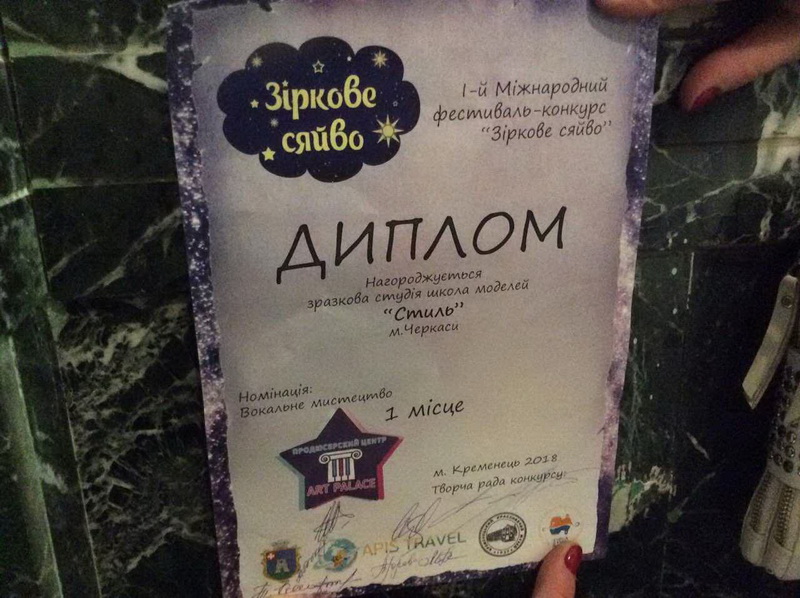 Зіркове
сяйво
І-й Міжнародний
фестиваль-конкурс
“Зіркове сяйво”
ДИПЛОМ
Нагороджується
зразкова студія школа моделей
“Стиль”
м.Черкаси
Номінація:
Вокальне мистецтво
1 місце
ПРОДЮСЕРСКИЙ ЦЕНТР
ART PALACE
м. Кременець 2018
Творча рада конкурсу:
APIS TRAVEL